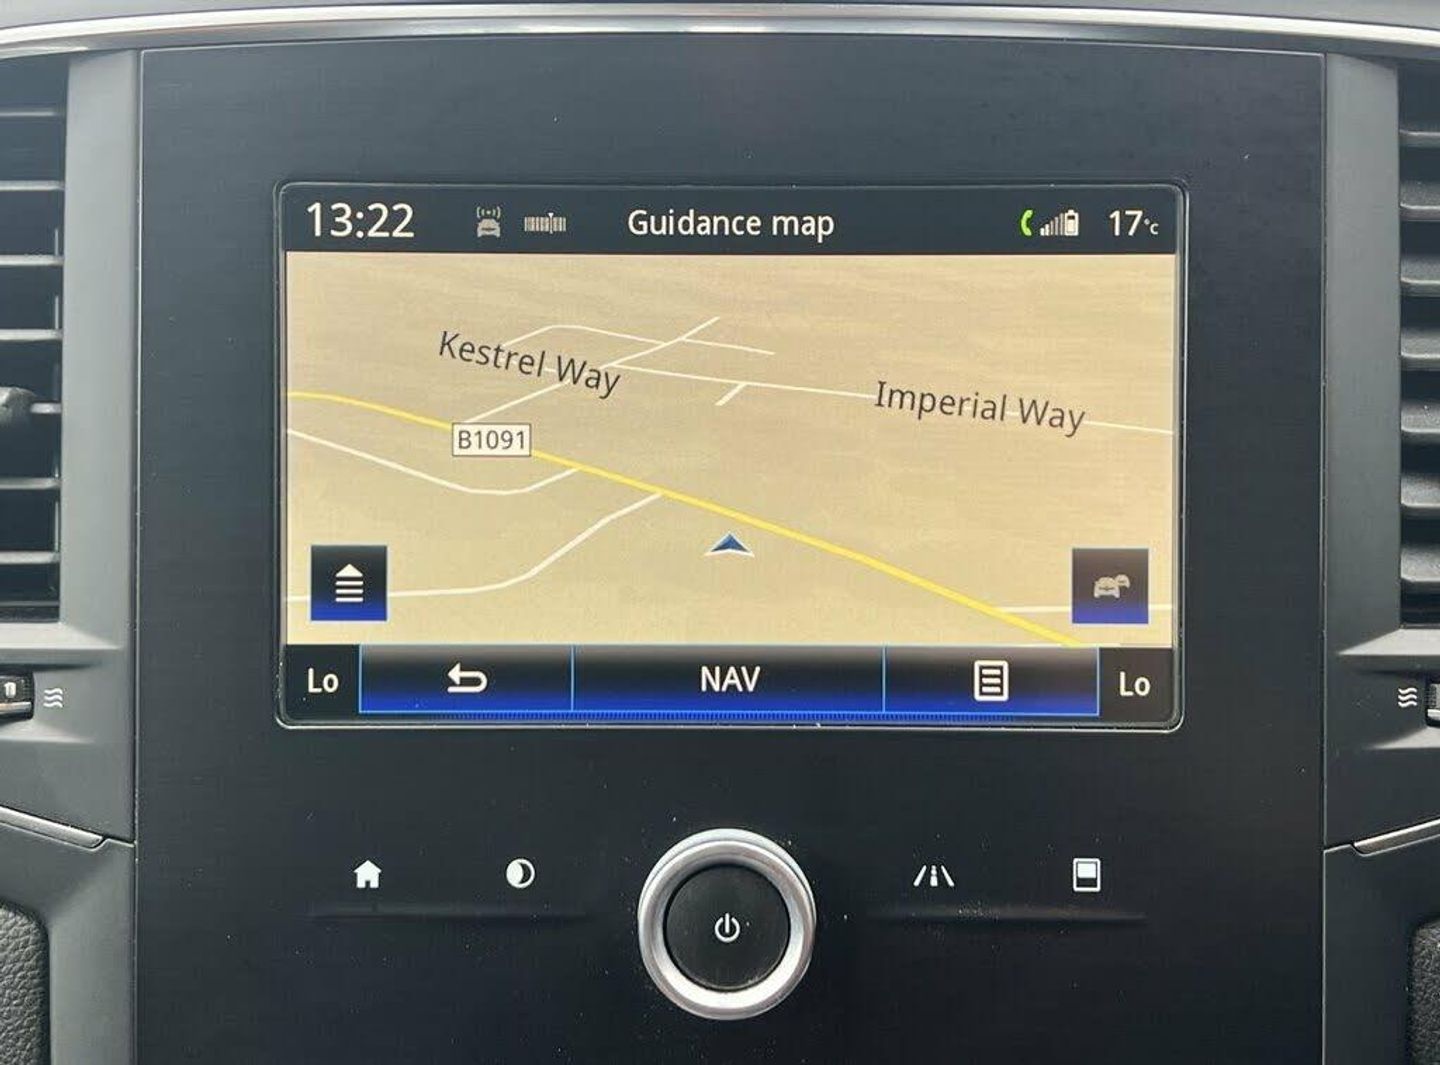 13:22 Guidance map 17°C
Kestrel Way
Imperial Way
B1091
Lo NAV Lo